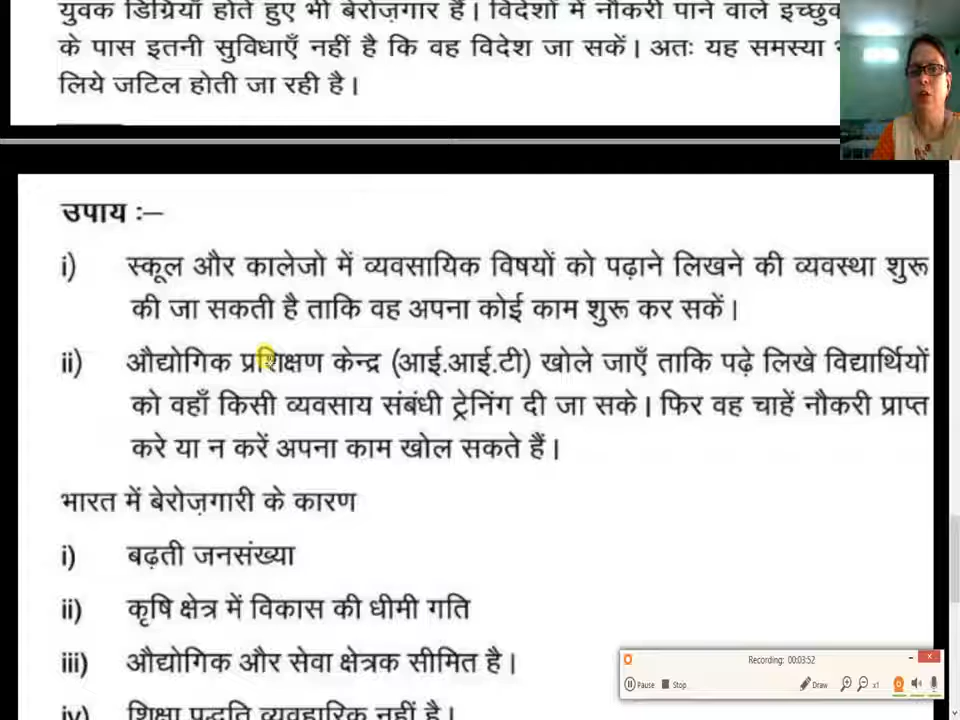 युवक डिग्रियाँ होते हुए भी बेरोज़गार हैं। विदेशों में नौकरी पाने वाले
के पास इतनी सुविधाएँ नहीं है कि वह विदेश जा सकें। अतः यह समस्या
लिये जटिल होती जा रही है।
उपाय :–
i) स्कूल और कालेजो में व्यवसायिक विषयों को पढ़ाने लिखने की व्यवस्था शुरू
की जा सकती है ताकि वह अपना कोई काम शुरू कर सकें।
ii) औद्योगिक प्रशिक्षण केन्द्र (आई.आई.टी) खोले जाएँ ताकि पढ़े लिखे विद्यार्थियों
को वहाँ किसी व्यवसाय संबंधी ट्रेनिंग दी जा सके। फिर वह चाहें नौकरी प्राप्त
करे या न करें अपना काम खोल सकते हैं।
भारत में बेरोज़गारी के कारण
i) बढ़ती जनसंख्या
ii) कृषि क्षेत्र में विकास की धीमी गति
iii) औद्योगिक और सेवा क्षेत्रक सीमित है।
iv) शिक्षा पद्धति व्यवहारिक नहीं है।
Recording: 00:03:52
Pause Stop Draw x1